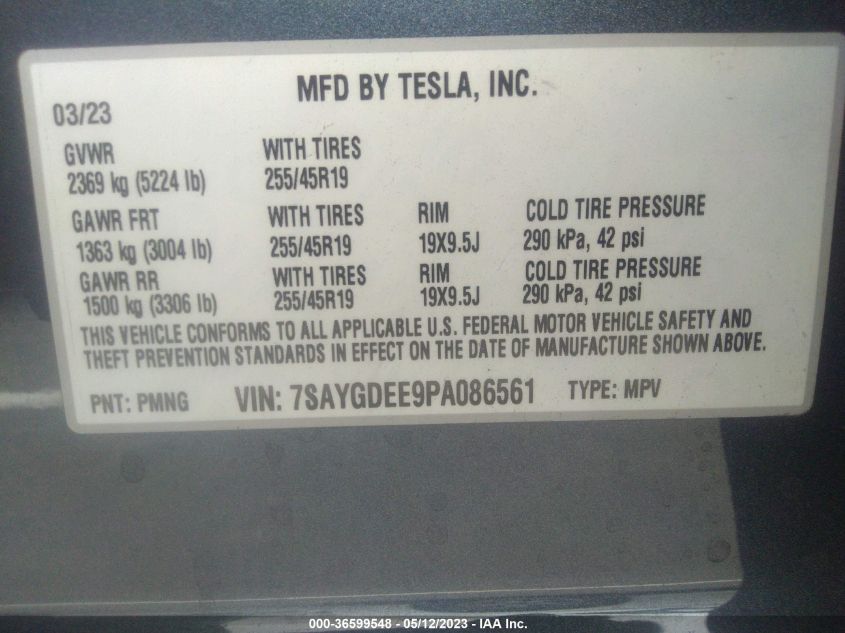 MFD BY TESLA, INC.
03/23
GVWR WITH TIRES
2369 kg (5224 lb) 255/45R19
GAWR FRT WITH TIRES RIM COLD TIRE PRESSURE
1363 kg (3004 lb) 255/45R19 19X9.5J 290 kPa, 42 psi
GAWR RR WITH TIRES RIM COLD TIRE PRESSURE
1500 kg (3306 lb) 255/45R19 19X9.5J 290 kPa, 42 psi
THIS VEHICLE CONFORMS TO ALL APPLICABLE U.S. FEDERAL MOTOR VEHICLE SAFETY AND
THEFT PREVENTION STANDARDS IN EFFECT ON THE DATE OF MANUFACTURE SHOWN ABOVE.
PNT: PMNG VIN: 7SAYGDEE9PA086561 TYPE: MPV
000-36599548 - 05/12/2023 - IAA Inc.